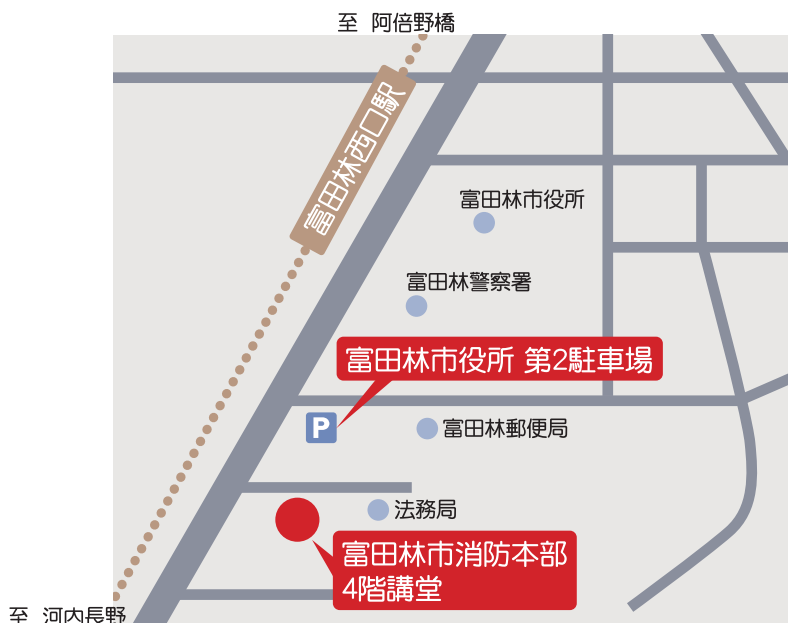 至 阿倍野橋
富田林西口駅
富田林市役所
富田林警察署
富田林市役所 第2駐車場
P
富田林郵便局
法務局
富田林市消防本部
4階講堂
至 河内長野